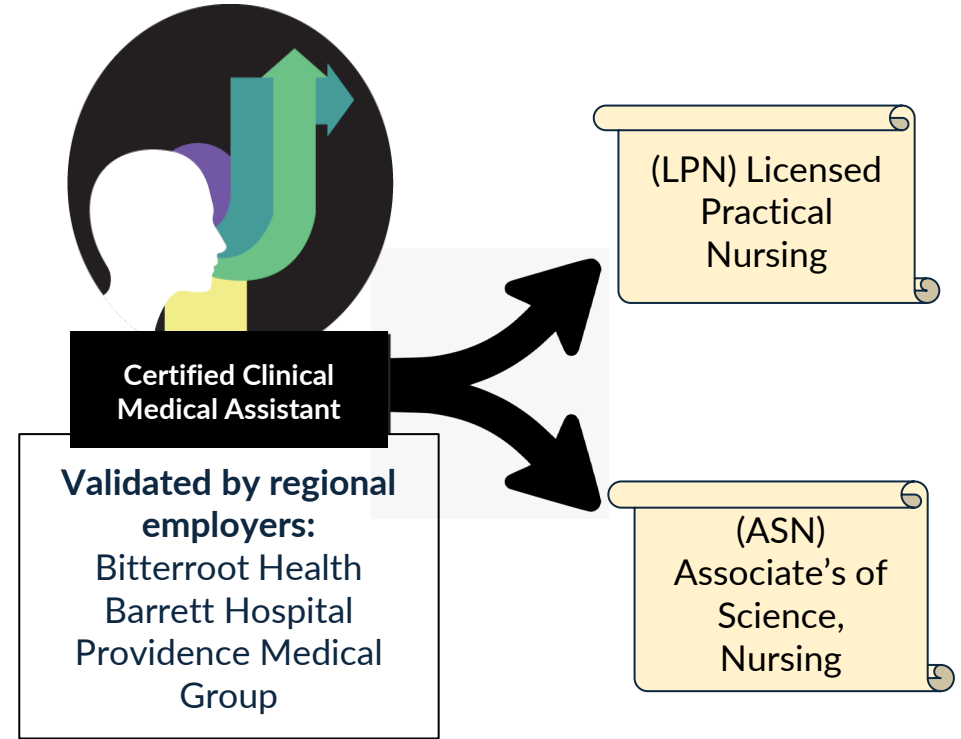 Certified Clinical
Medical Assistant
Validated by regional
employers:
Bitterroot Health
Barrett Hospital
Providence Medical
Group
(LPN) Licensed
Practical
Nursing
(ASN)
Associate’s of
Science,
Nursing